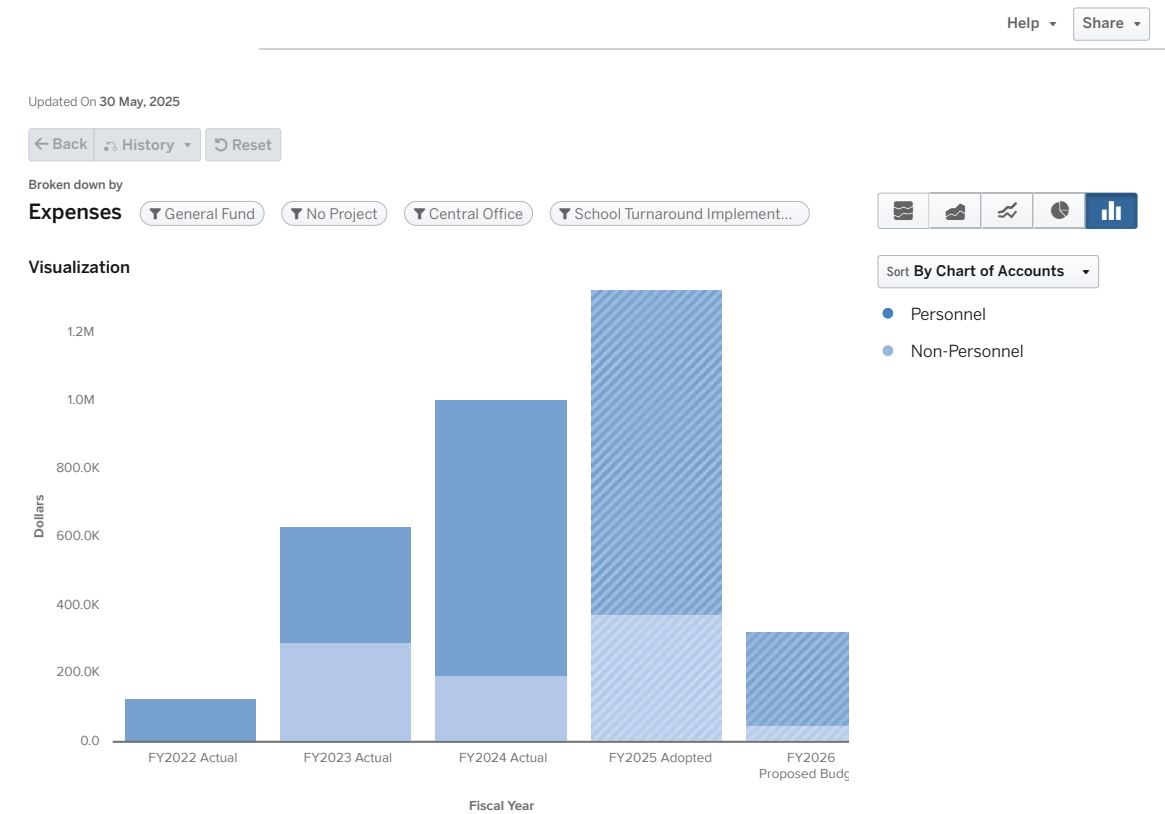 Help
Share
Updated On 30 May, 2025
Back
History
Reset
Broken down by
Expenses
General Fund
No Project
Central Office
School Turnaround Implement...
Visualization
Sort By Chart of Accounts
Personnel
Non-Personnel
1.2M
1.0M
800.0K
600.0K
400.0K
200.0K
0.0
Dollars
FY2022 Actual
FY2023 Actual
FY2024 Actual
FY2025 Adopted
FY2026
Proposed Budg
Fiscal Year